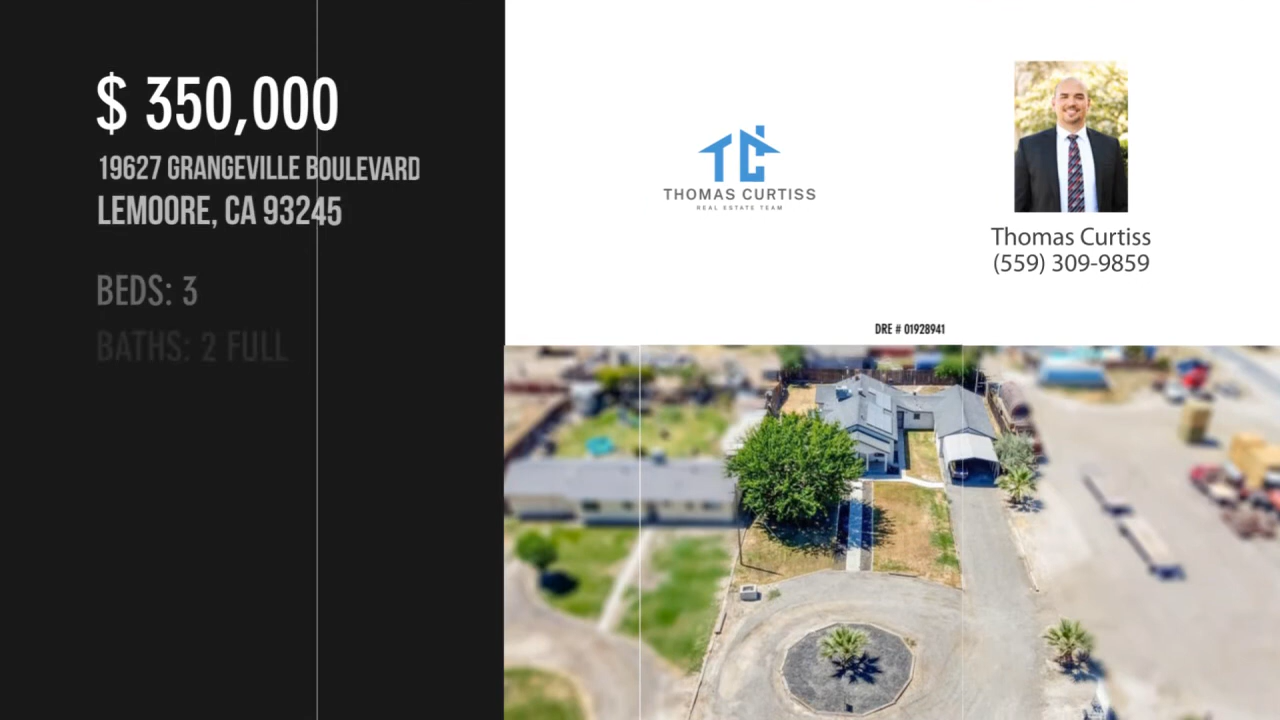 $ 350,000
19627 GRANGEVILLE BOULEVARD
LEMOORE, CA 93245
BEDS: 3
BATHS: 2 FULL
TC
THOMAS CURTISS
REAL ESTATE TEAM
Thomas Curtiss
(559) 309-9859
DRE # 01928941